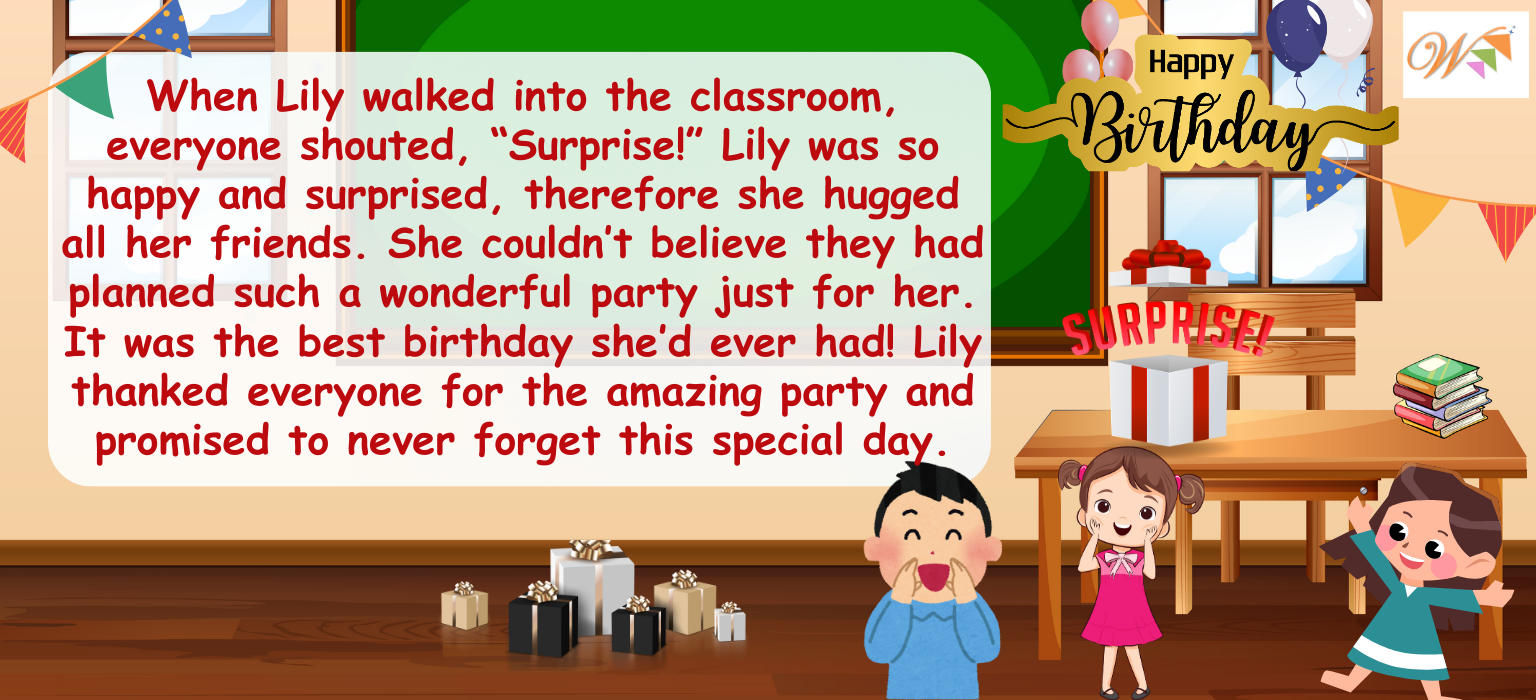 When Lily walked into the classroom,
everyone shouted, “Surprise!” Lily was so
happy and surprised, therefore she hugged
all her friends. She couldn’t believe they had
planned such a wonderful party just for her.
It was the best birthday she’d ever had! Lily
thanked everyone for the amazing party and
promised to never forget this special day.
Happy
Birthday
W
SURPRISE!